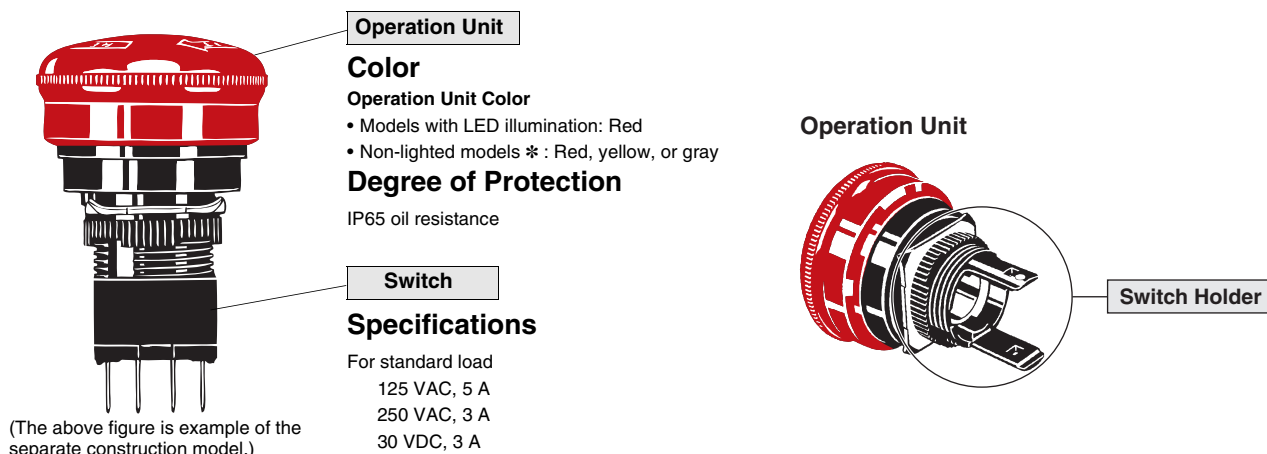 Operation Unit
Color
Operation Unit Color
• Models with LED illumination: Red
• Non-lighted models ✻ : Red, yellow, or gray
Degree of Protection
IP65 oil resistance
Switch
Specifications
For standard load
125 VAC, 5 A
250 VAC, 3 A
30 VDC, 3 A
(The above figure is example of the
separate construction model.)
Operation Unit
Switch Holder